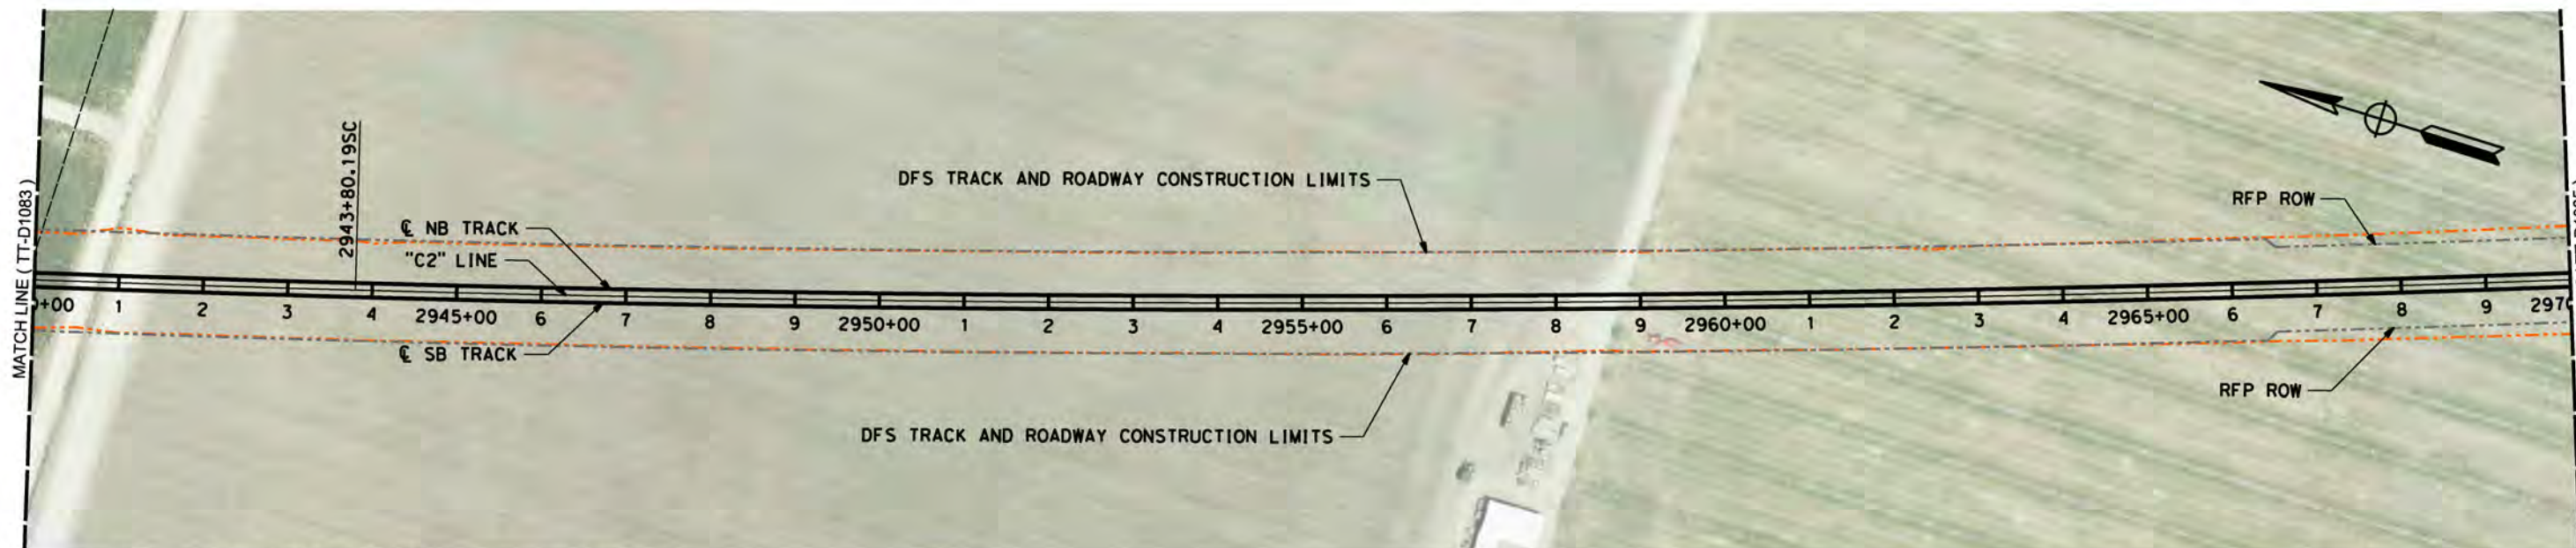 MATCH LINE ( TT-D1083 )
2943+80.19SC
DFS TRACK AND ROADWAY CONSTRUCTION LIMITS
RFP ROW
℄ NB TRACK
"C2" LINE
+00 1 2 3 4 2945+00 6 7 8 9 2950+00 1 2 3 4 2955+00 6 7 8 9 2960+00 1 2 3 4 2965+00 6 7 8 9 2970
℄ SB TRACK
RFP ROW
DFS TRACK AND ROADWAY CONSTRUCTION LIMITS